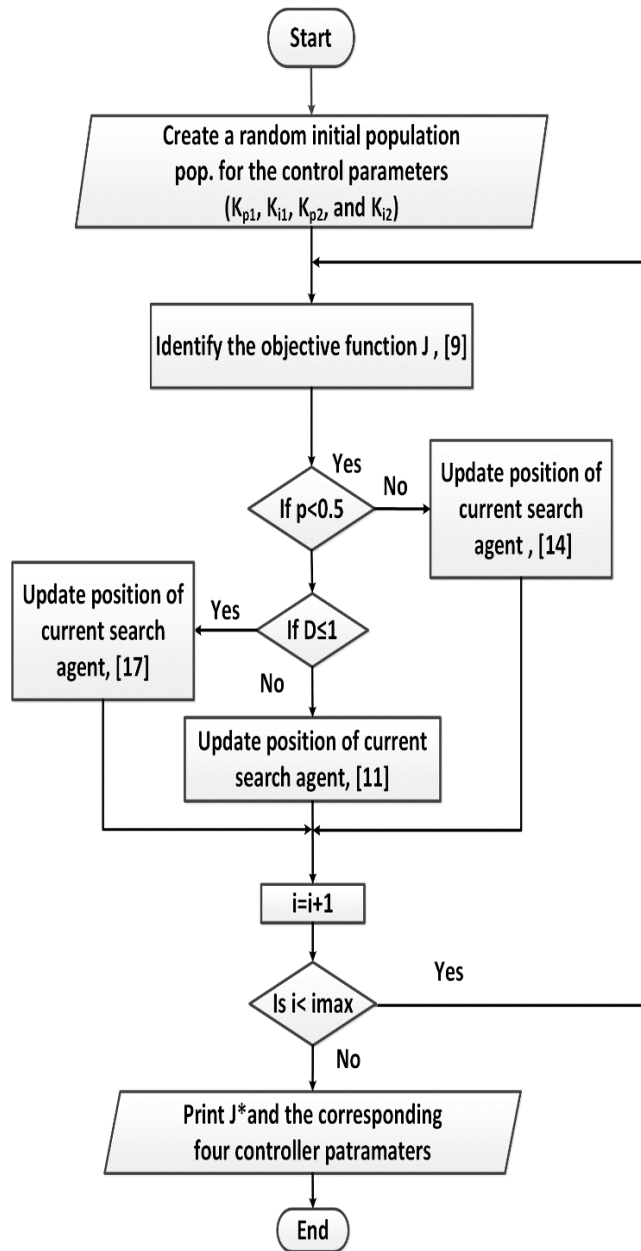 Start
Create a random initial population
pop. for the control parameters
(Kp1, Ki1, Kp2, and Ki2)
Identify the objective function J , [9]
Yes
If p<0.5
No
Update position of
current search
agent , [14]
Update position of
current search
agent, [17]
Yes
If D≤1
No
Update position of current
search agent, [11]
i=i+1
Is i< imax
Yes
No
Print J*and the corresponding
four controller patramaters
End